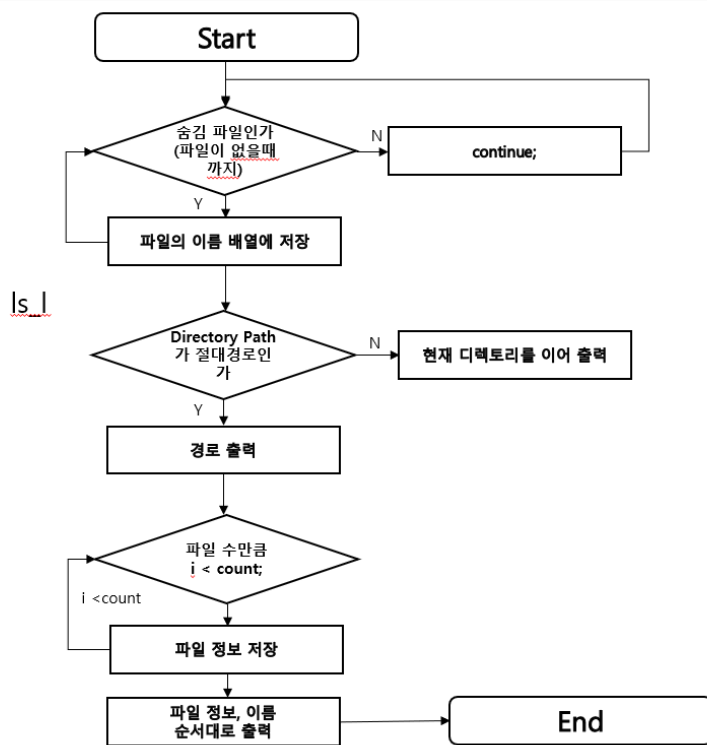 Start
숨김 파일인가
(파일이 없을때
까지)
N
continue;
Y
파일의 이름 배열에 저장
ls_l
Directory Path
가 절대경로인
가
N
현재 디렉토리를 이어 출력
Y
경로 출력
파일 수만큼
i < count;
i <count
파일 정보 저장
파일 정보, 이름
순서대로 출력
End